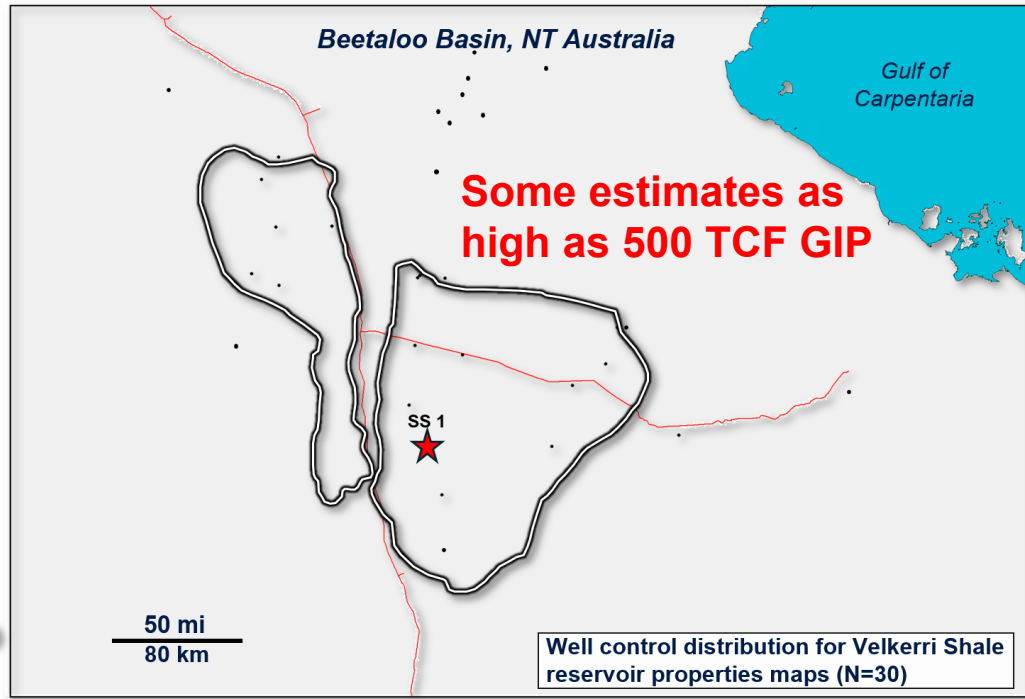 Beetaloo Basin, NT Australia
Gulf of
Carpentaria
Some estimates as
high as 500 TCF GIP
SS 1
50 mi
80 km
Well control distribution for Velkerri Shale
reservoir properties maps (N=30)